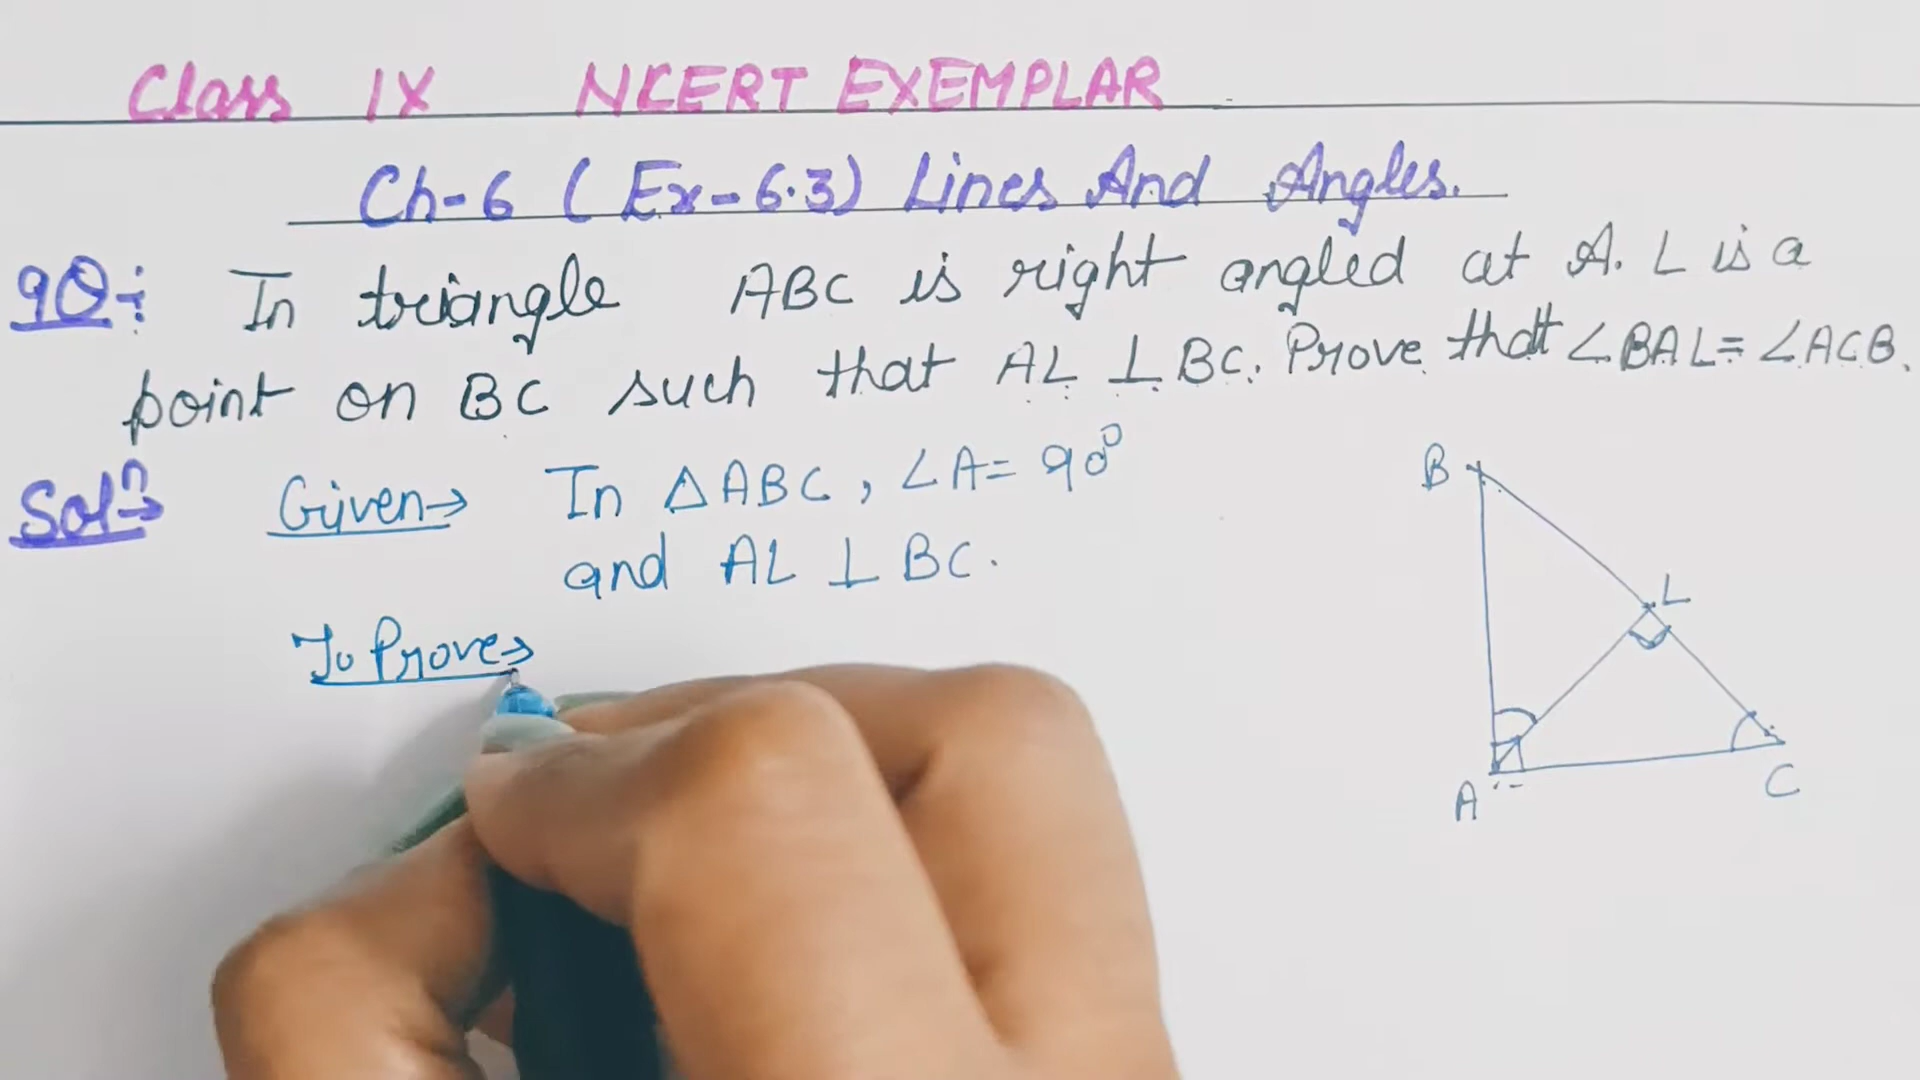 Class IX NCERT EXEMPLAR
Ch-6 (Ex-6.3) Lines And Angles.
9Q: In triangle ABC is right angled at A. L is a
point on BC such that AL ⊥ BC. Prove that ∠BAL = ∠ACB.
Solⁿ→ Given→ In △ABC, ∠A = 90°
and AL ⊥ BC.
To Prove→
B
L
A
C